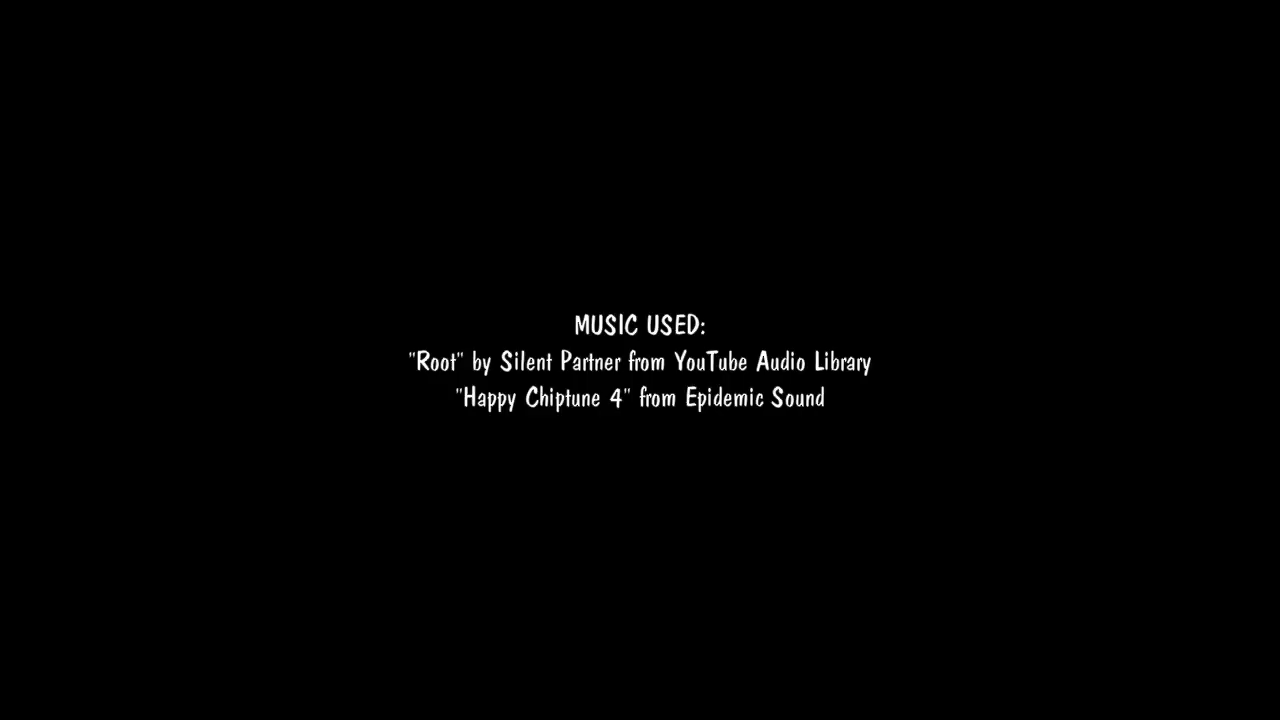 MUSIC USED:
"Root" by Silent Partner from YouTube Audio Library
"Happy Chiptune 4" from Epidemic Sound